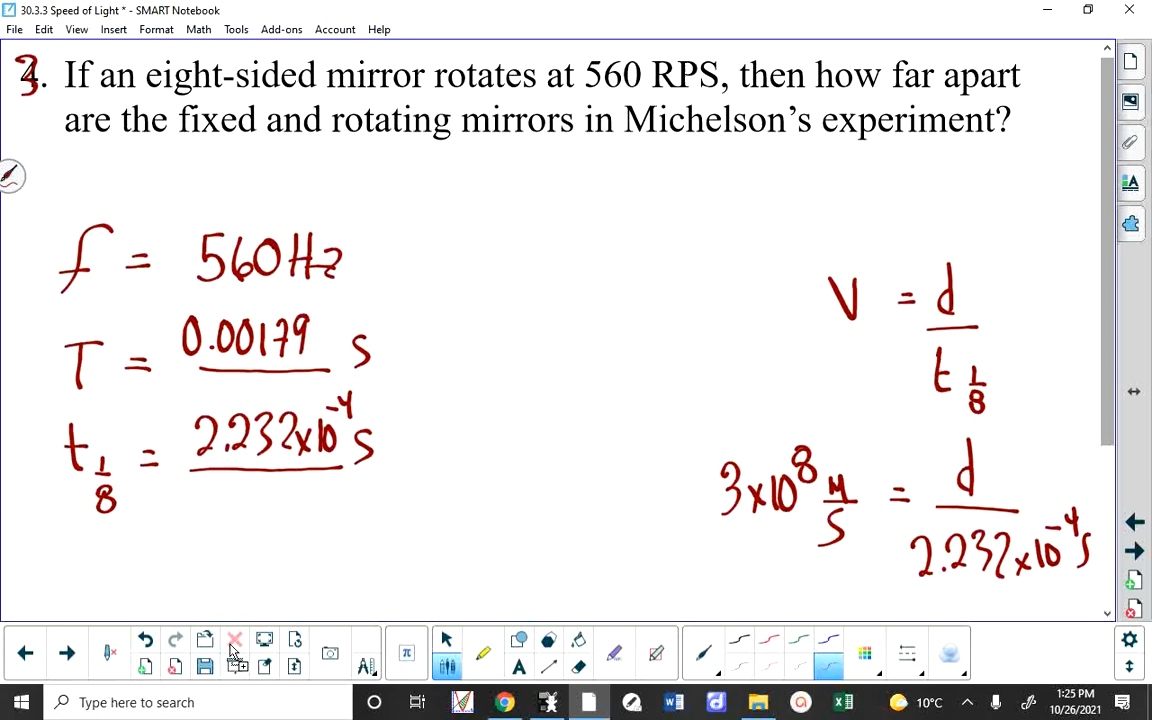 30.3.3 Speed of Light * - SMART Notebook
File Edit View Insert Format Math Tools Add-ons Account Help
3. If an eight-sided mirror rotates at 560 RPS, then how far apart
are the fixed and rotating mirrors in Michelson's experiment?
f = 560Hz
T = 0.00179 s
t 1/8 = 2.232x10^-4 s
V = d / t 1/8
3x10^8 m/s = d / 2.232x10^-4 s
π
A
Type here to search
10°C
1:25 PM
10/26/2021